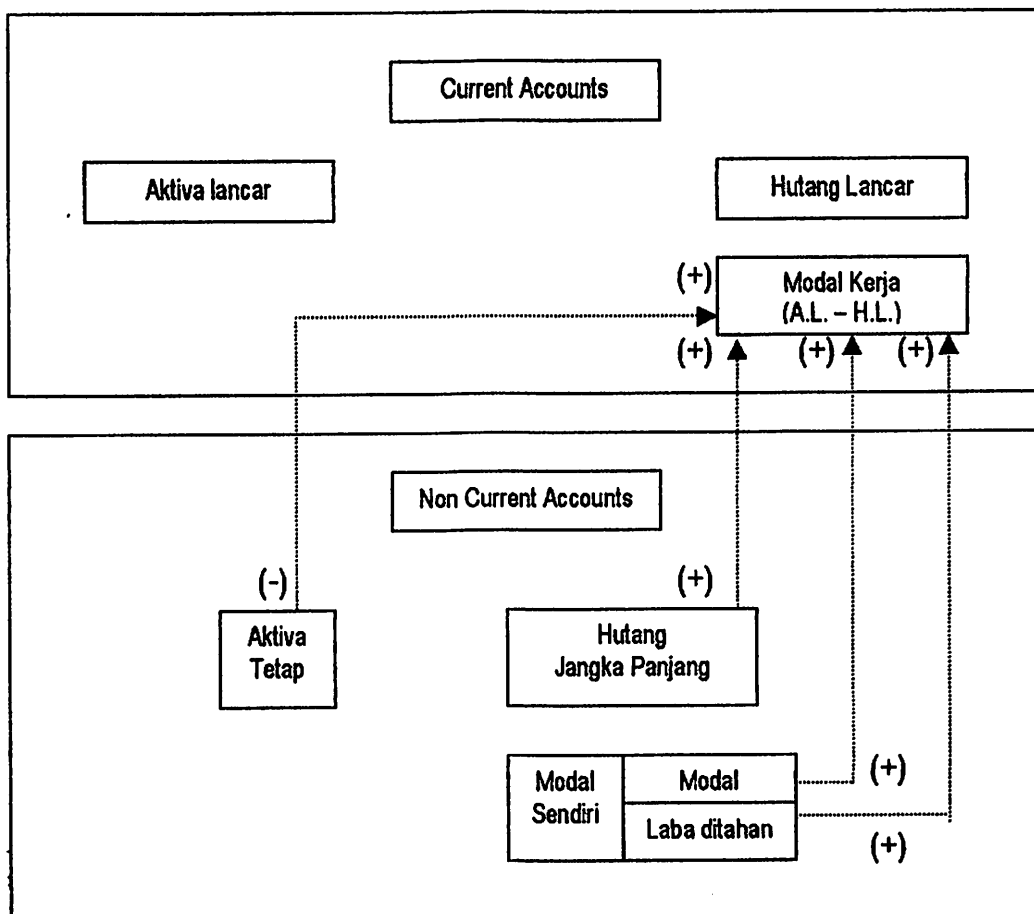 Current Accounts
Aktiva lancar
Hutang Lancar
(+)
Modal Kerja
(A.L. – H.L.)
(+)
(+)
(+)
Non Current Accounts
(-)
(+)
Aktiva
Tetap
Hutang
Jangka Panjang
Modal
Sendiri
Modal
(+)
Laba ditahan
(+)